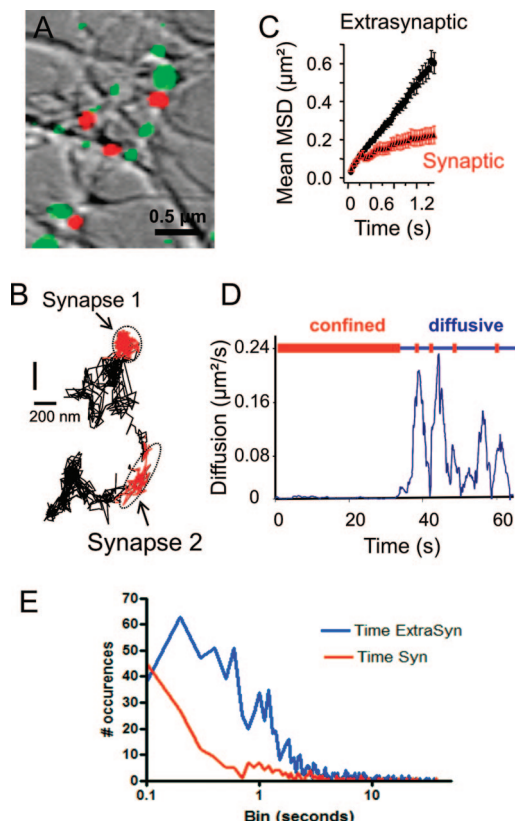 A
0.5 µm
B
Synapse 1
200 nm
Synapse 2
C
Extrasynaptic
Mean MSD (µm²)
0.6
0.4
0.2
0.0
Synaptic
0 0.6 1.2
Time (s)
D
confined diffusive
Diffusion (µm²/s)
0.24
0.16
0.08
0
0 20 40 60
Time (s)
E
# occurences
70
60
50
40
30
20
10
0
Time ExtraSyn
Time Syn
0.1 1 10
Bin (seconds)